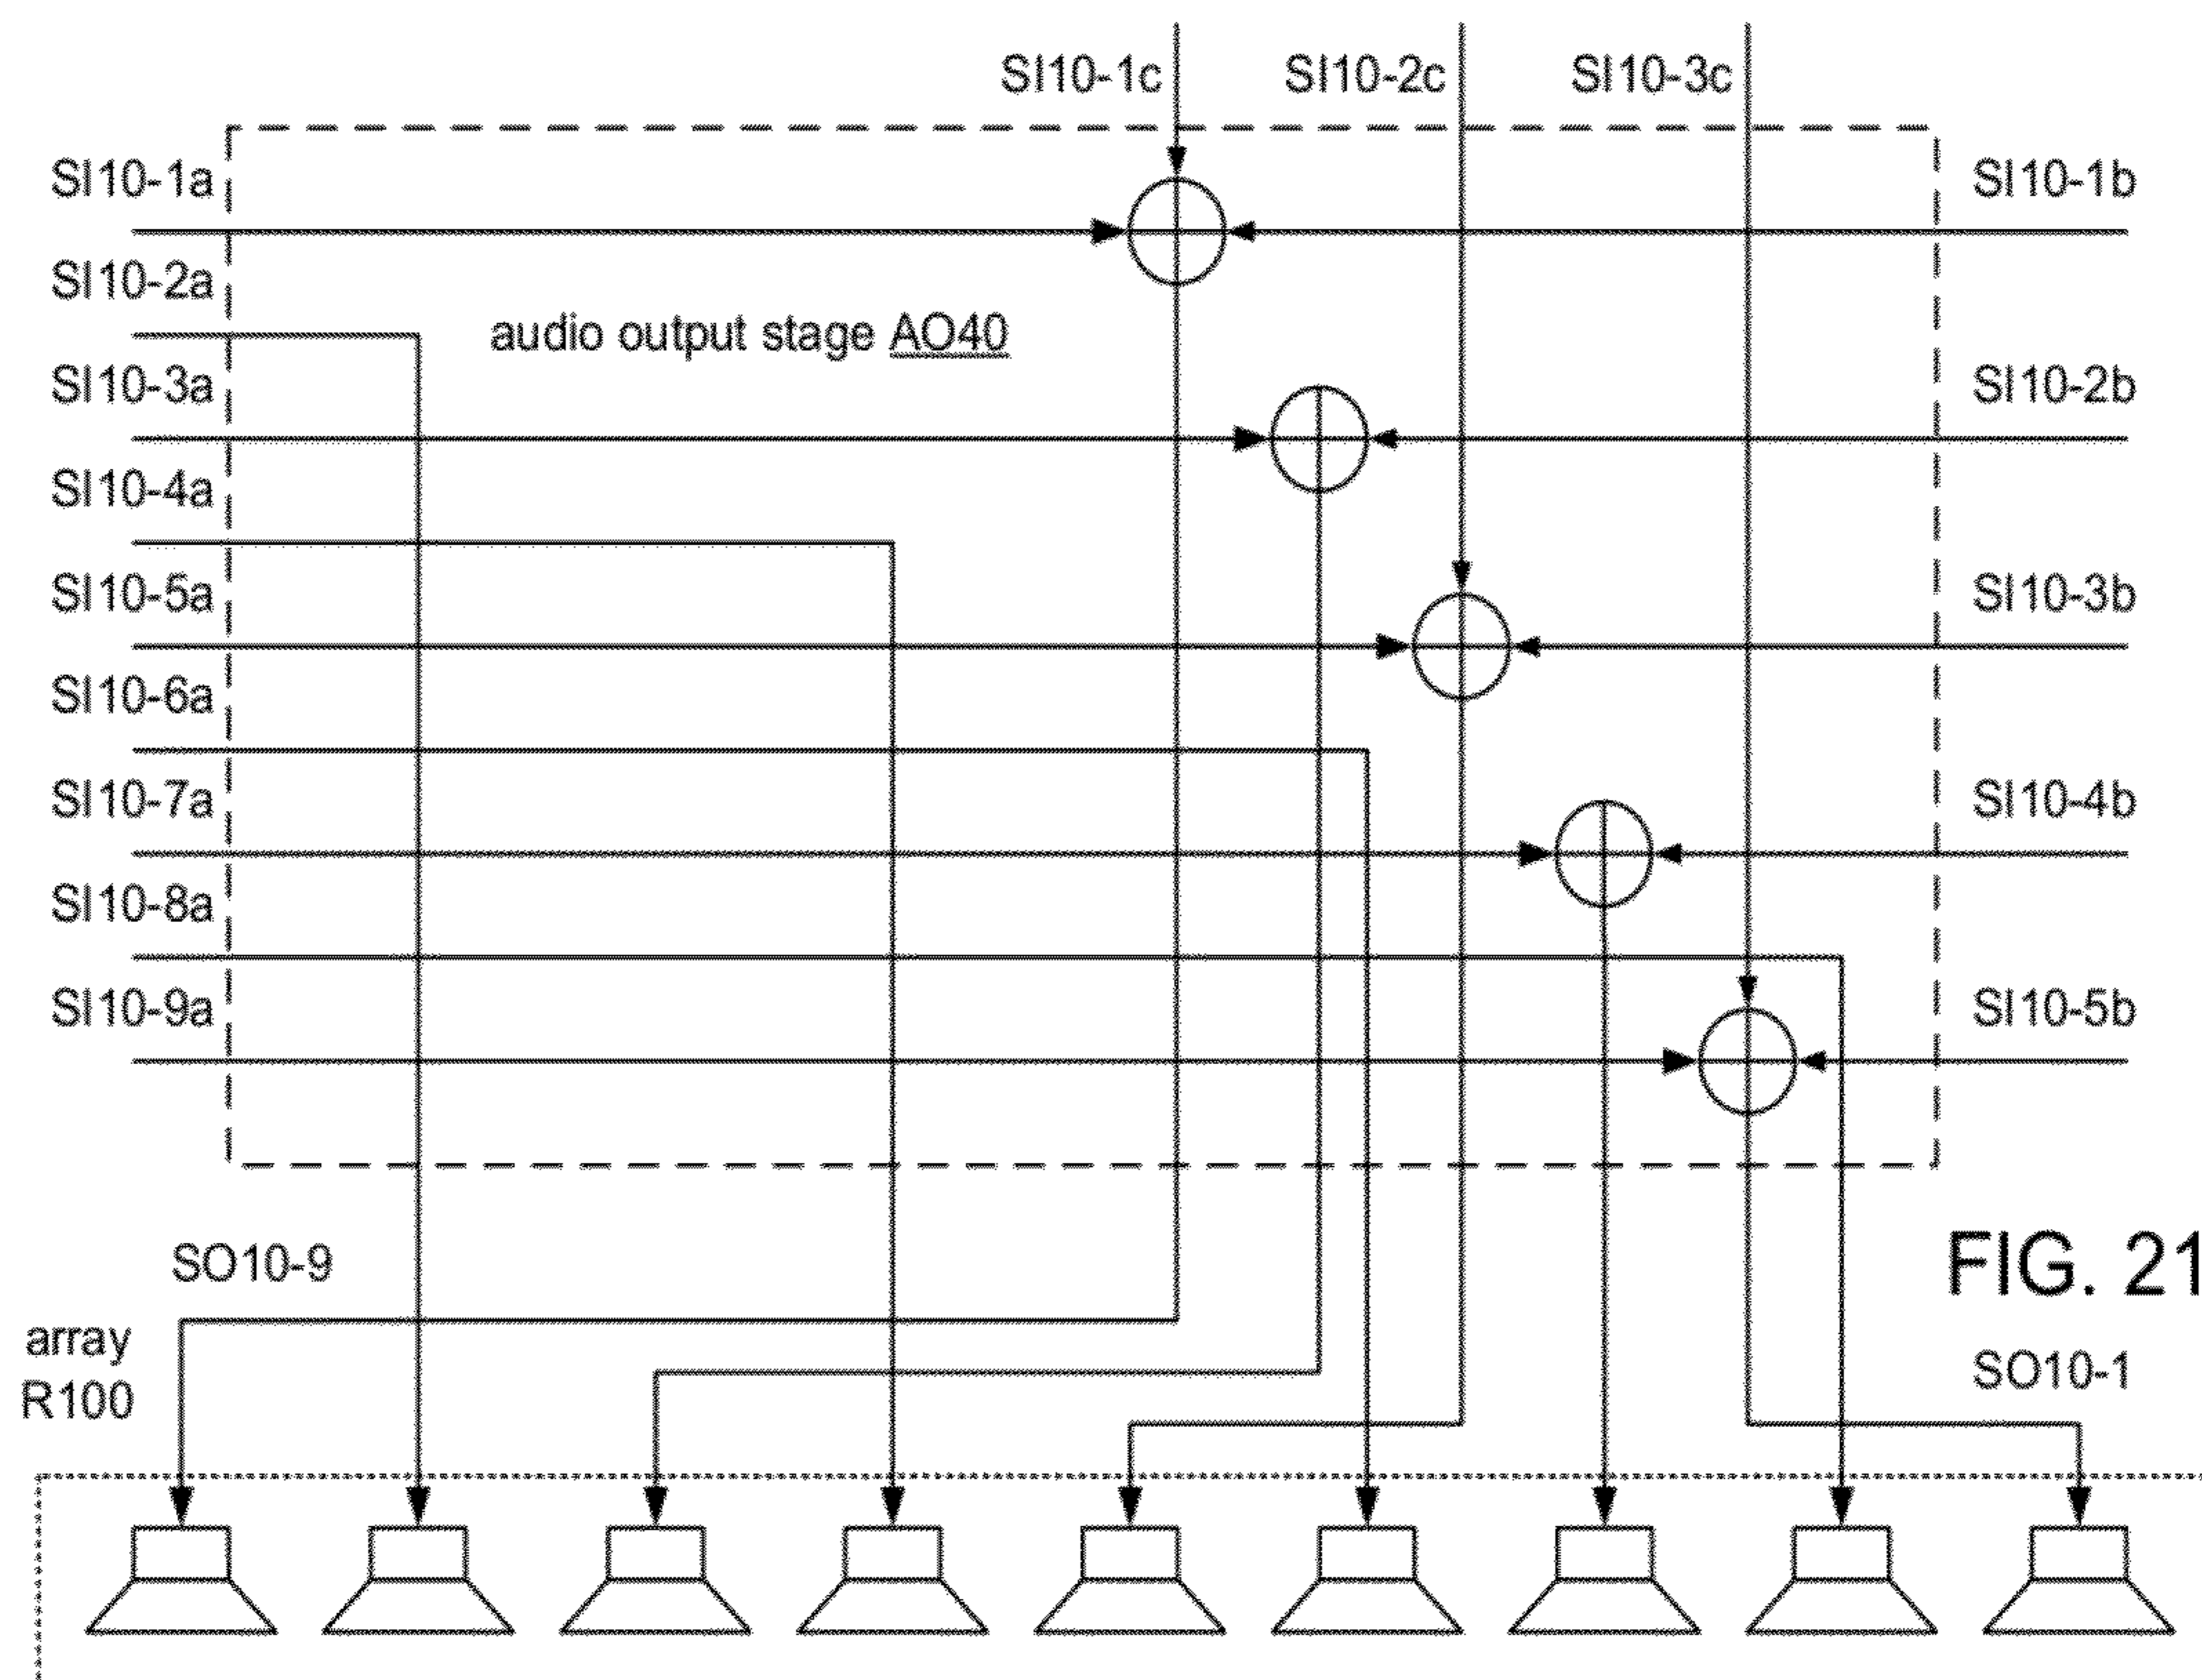 SI10-1c SI10-2c SI10-3c
SI10-1a SI10-1b
SI10-2a
audio output stage AO40
SI10-3a SI10-2b
SI10-4a
SI10-5a SI10-3b
SI10-6a
SI10-7a SI10-4b
SI10-8a
SI10-9a SI10-5b
SO10-9 FIG. 21
array
R100
SO10-1